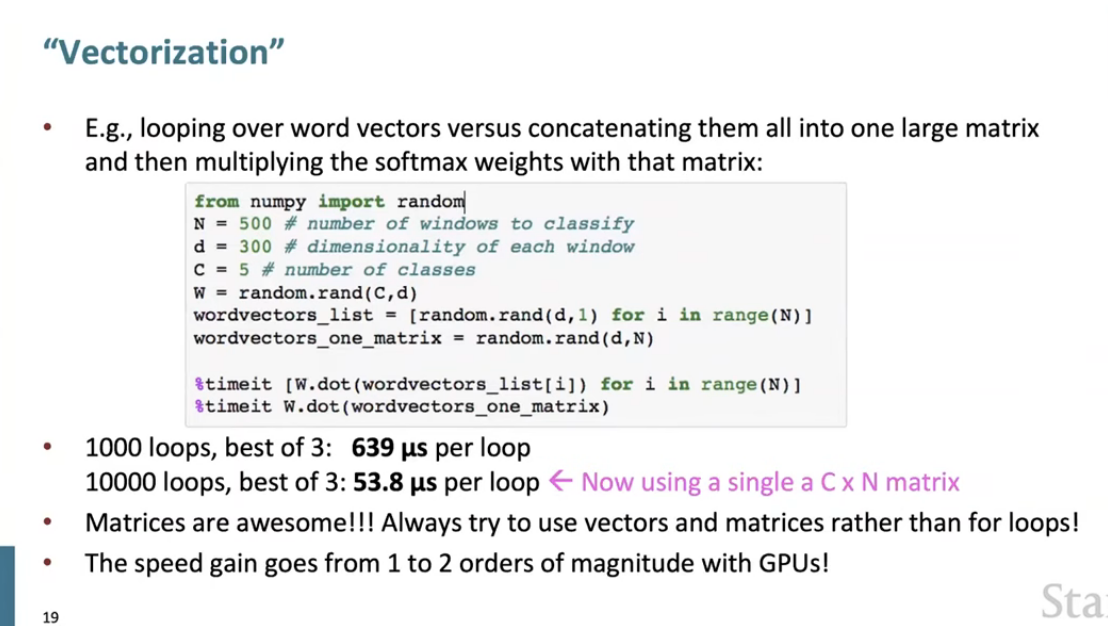 “Vectorization”
• E.g., looping over word vectors versus concatenating them all into one large matrix
and then multiplying the softmax weights with that matrix:
from numpy import random
N = 500 # number of windows to classify
d = 300 # dimensionality of each window
C = 5 # number of classes
W = random.rand(C,d)
wordvectors_list = [random.rand(d,1) for i in range(N)]
wordvectors_one_matrix = random.rand(d,N)
%timeit [W.dot(wordvectors_list[i]) for i in range(N)]
%timeit W.dot(wordvectors_one_matrix)
• 1000 loops, best of 3: 639 µs per loop
10000 loops, best of 3: 53.8 µs per loop ← Now using a single a C x N matrix
• Matrices are awesome!!! Always try to use vectors and matrices rather than for loops!
• The speed gain goes from 1 to 2 orders of magnitude with GPUs!
19
Sta